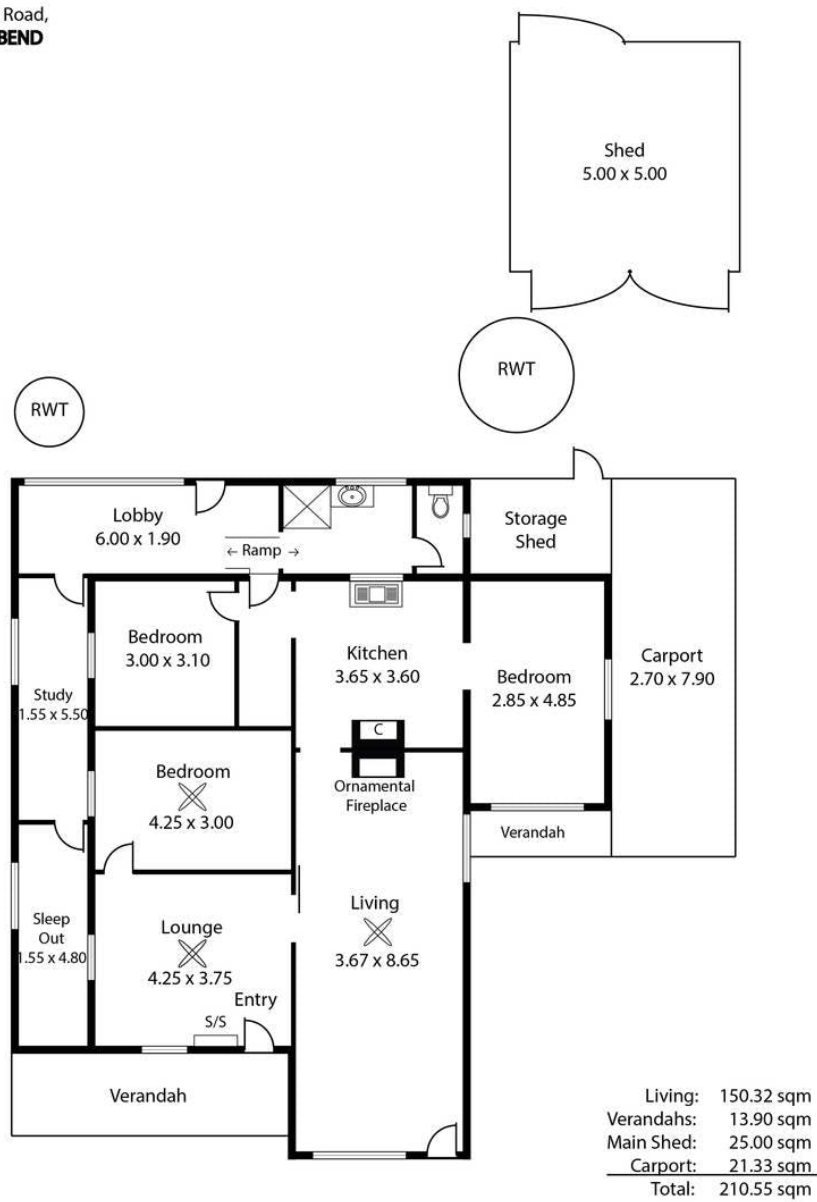 Road,
BEND
Shed
5.00 x 5.00
RWT
RWT
Lobby
6.00 x 1.90
← Ramp →
Storage
Shed
Bedroom
3.00 x 3.10
Kitchen
3.65 x 3.60
Bedroom
2.85 x 4.85
Carport
2.70 x 7.90
Study
1.55 x 5.50
C
Bedroom
4.25 x 3.00
Ornamental
Fireplace
Verandah
Sleep
Out
1.55 x 4.80
Lounge
4.25 x 3.75
Living
3.67 x 8.65
Entry
S/S
Verandah
Living: 150.32 sqm
Verandahs: 13.90 sqm
Main Shed: 25.00 sqm
Carport: 21.33 sqm
Total: 210.55 sqm